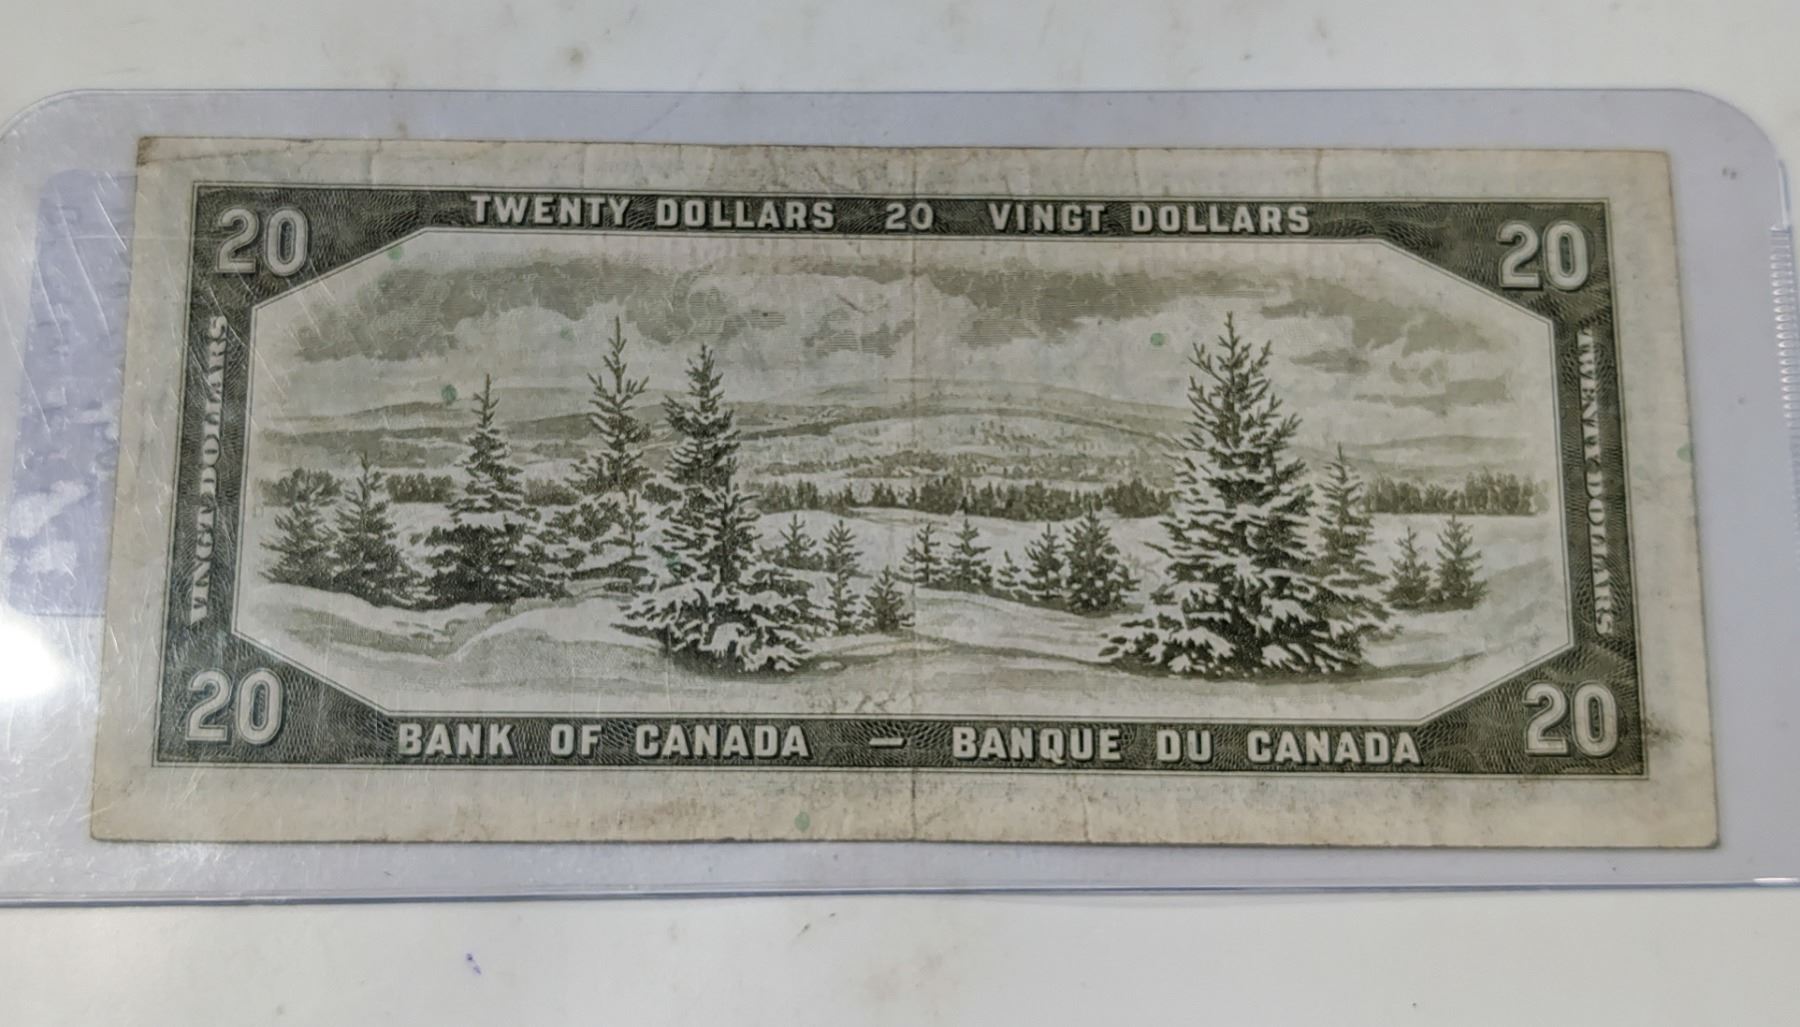 20 TWENTY DOLLARS 20 VINGT DOLLARS 20
VINGT DOLLARS
TWENTY DOLLARS
20 BANK OF CANADA — BANQUE DU CANADA 20